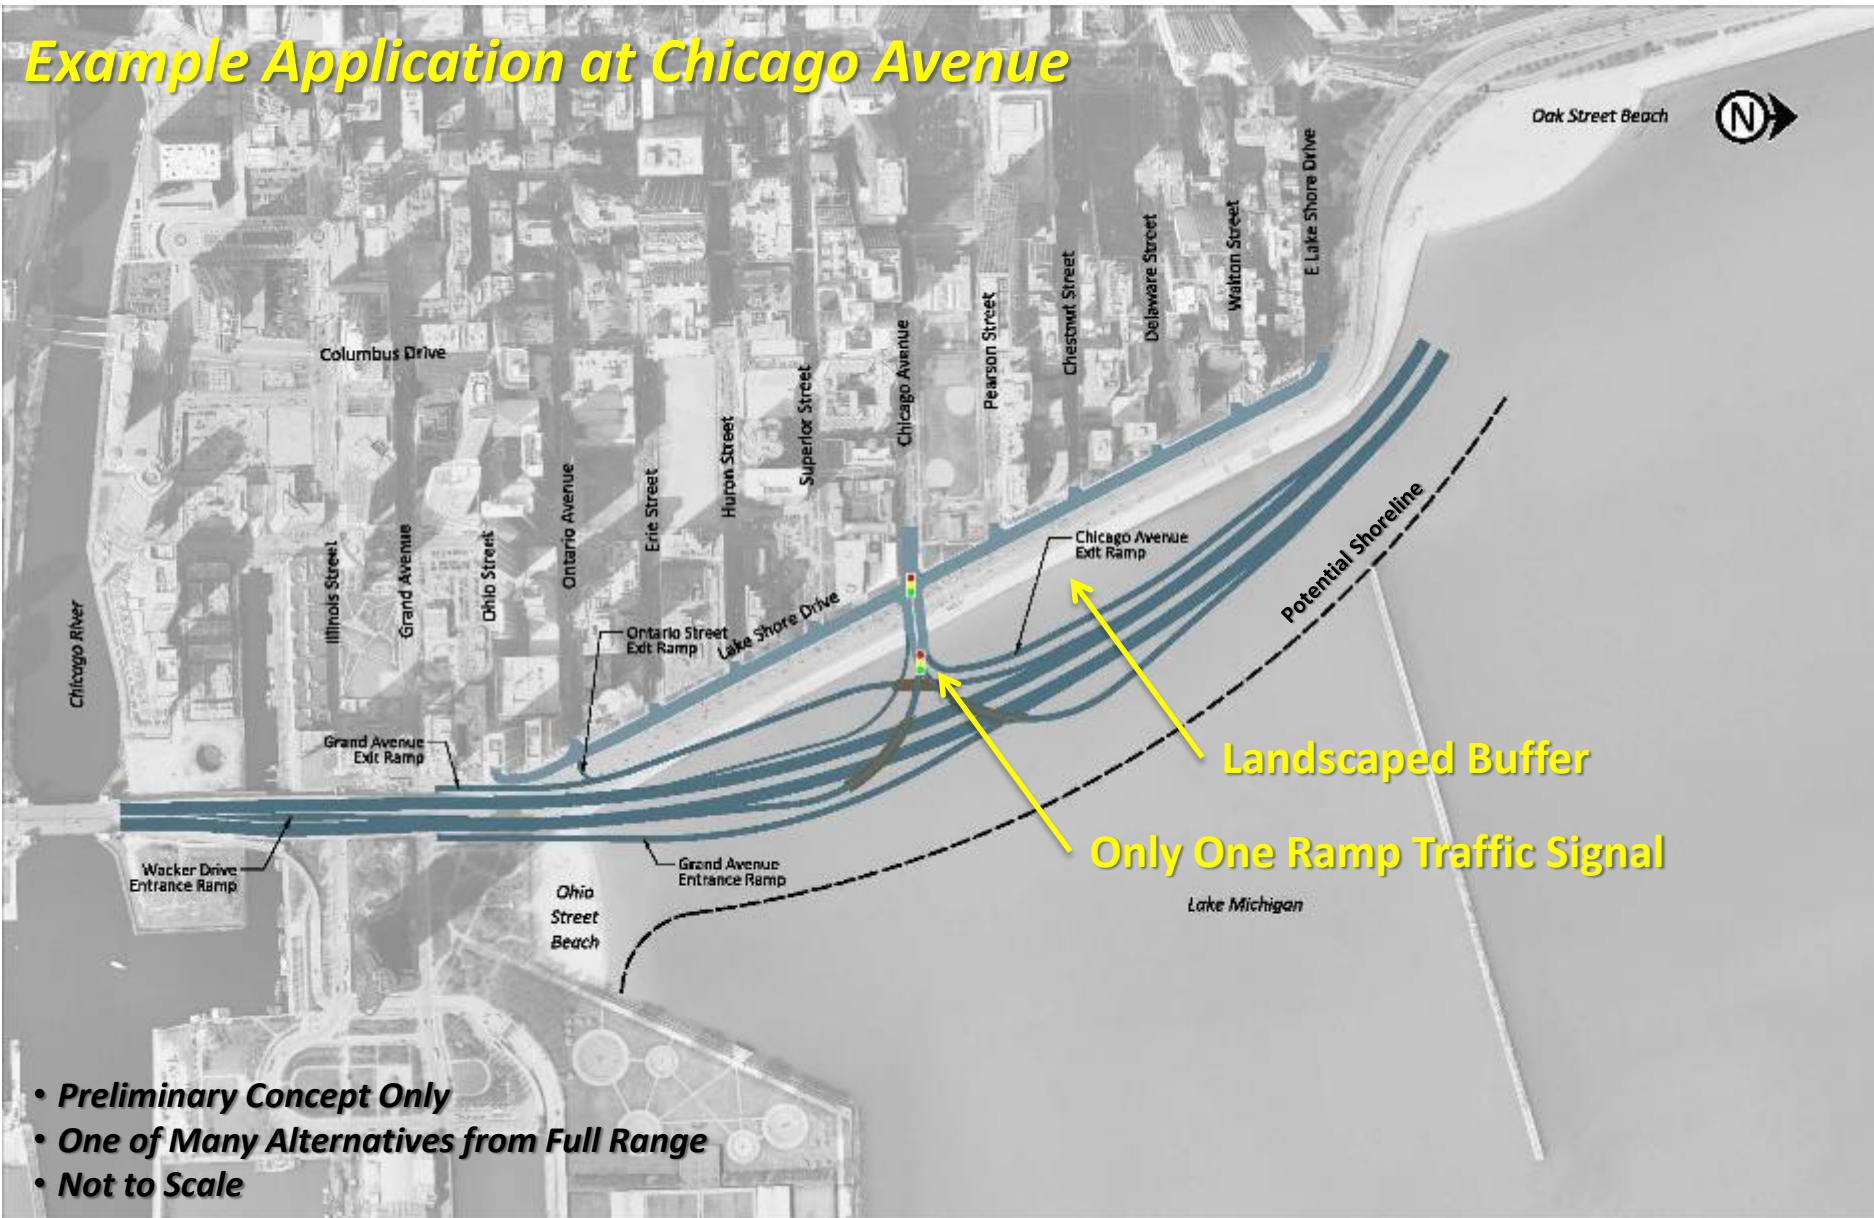 Example Application at Chicago Avenue
Oak Street Beach
N
E Lake Shore Drive
Walton Street
Delaware Street
Chestnut Street
Pearson Street
Chicago Avenue
Superior Street
Huron Street
Erie Street
Ontario Avenue
Ohio Street
Grand Avenue
Illinois Street
Columbus Drive
Chicago River
Lake Shore Drive
Chicago Avenue
Exit Ramp
Potential Shoreline
Ontario Street
Exit Ramp
Grand Avenue
Exit Ramp
Landscaped Buffer
Only One Ramp Traffic Signal
Wacker Drive
Entrance Ramp
Grand Avenue
Entrance Ramp
Ohio
Street
Beach
Lake Michigan
• Preliminary Concept Only
• One of Many Alternatives from Full Range
• Not to Scale